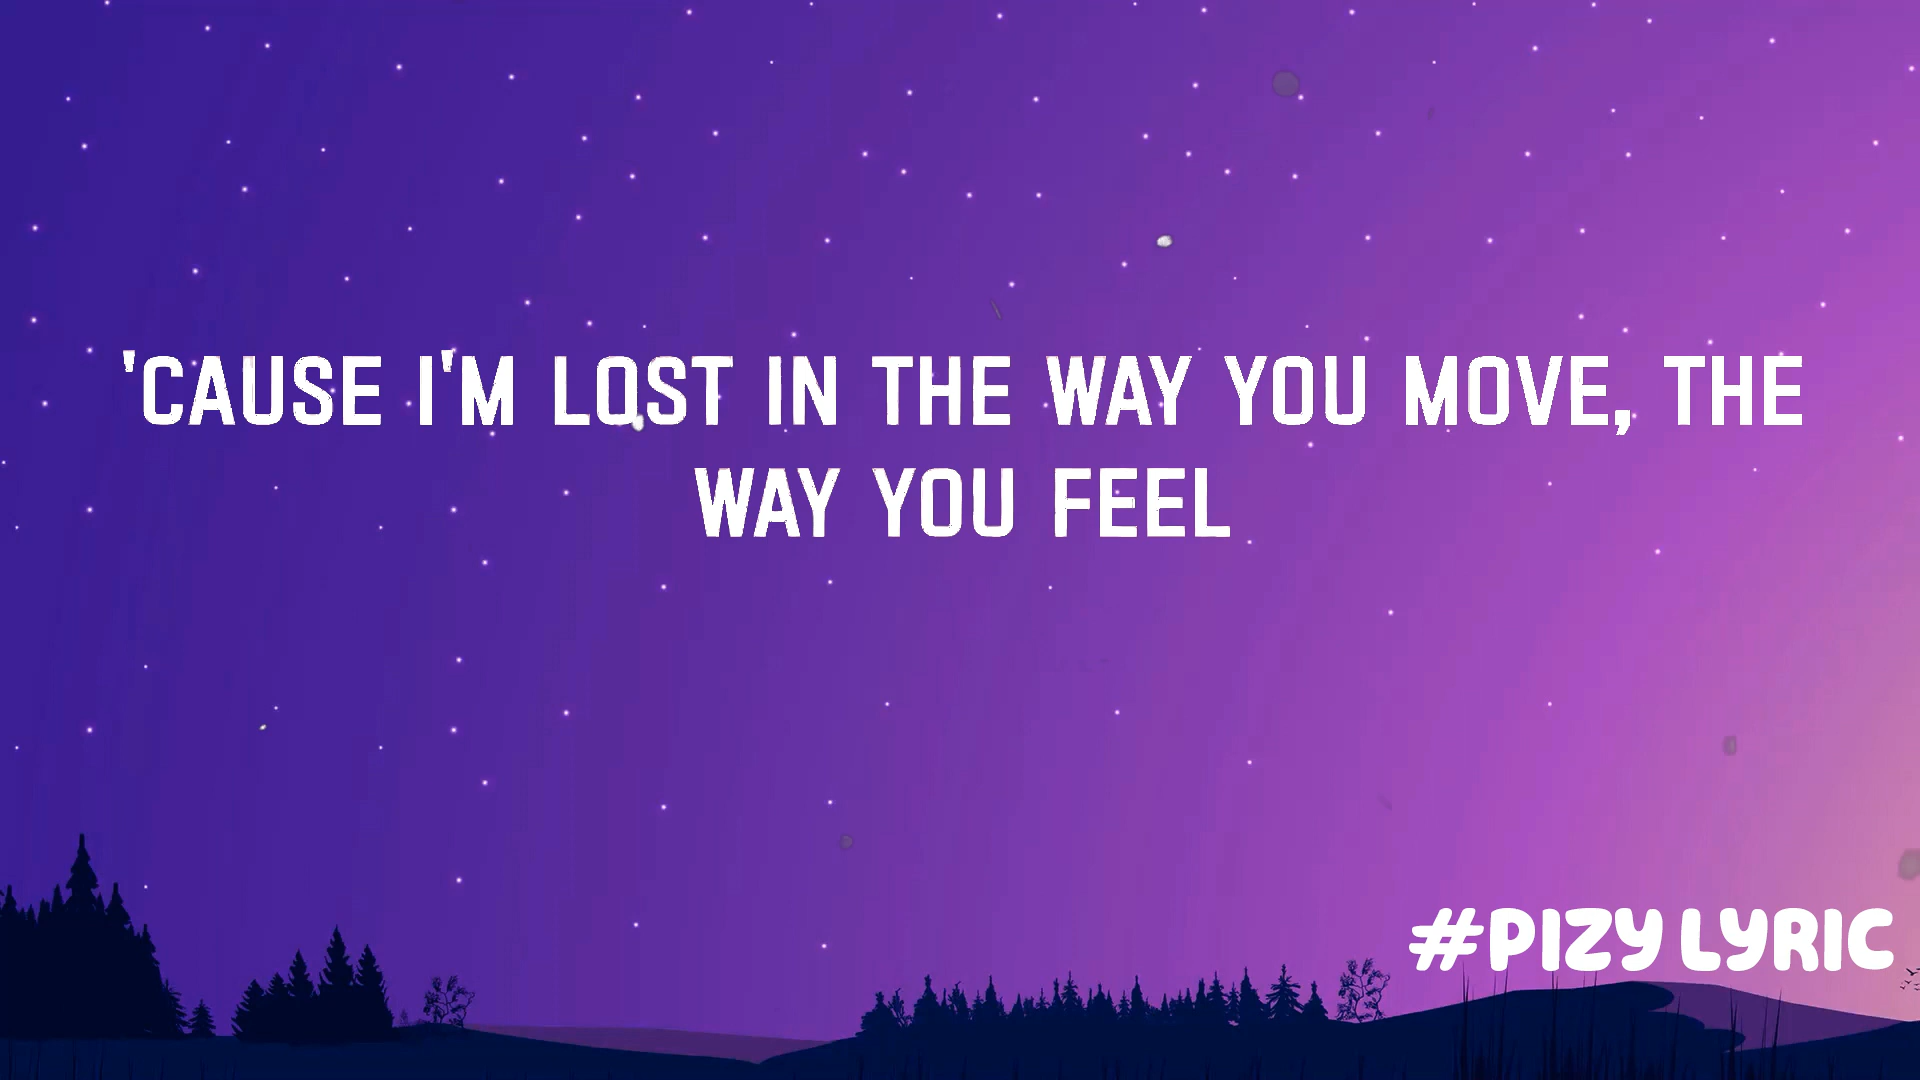 'CAUSE I'M LOST IN THE WAY YOU MOVE, THE
WAY YOU FEEL
#PIZY LYRIC